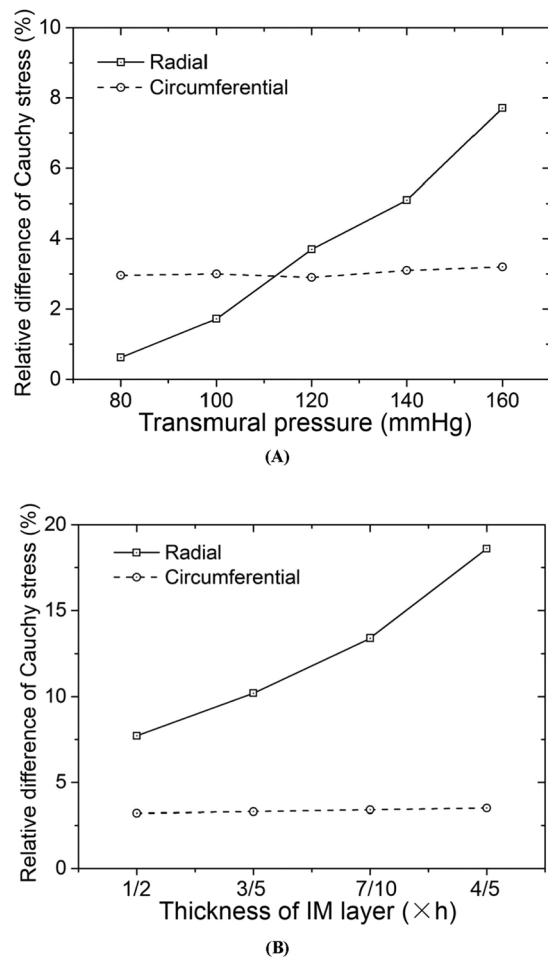 Relative difference of Cauchy stress (%)
10
8
6
4
2
0
Radial
Circumferential
80 100 120 140 160
Transmural pressure (mmHg)
(A)
Relative difference of Cauchy stress (%)
20
15
10
5
0
Radial
Circumferential
1/2 3/5 7/10 4/5
Thickness of IM layer (×h)
(B)